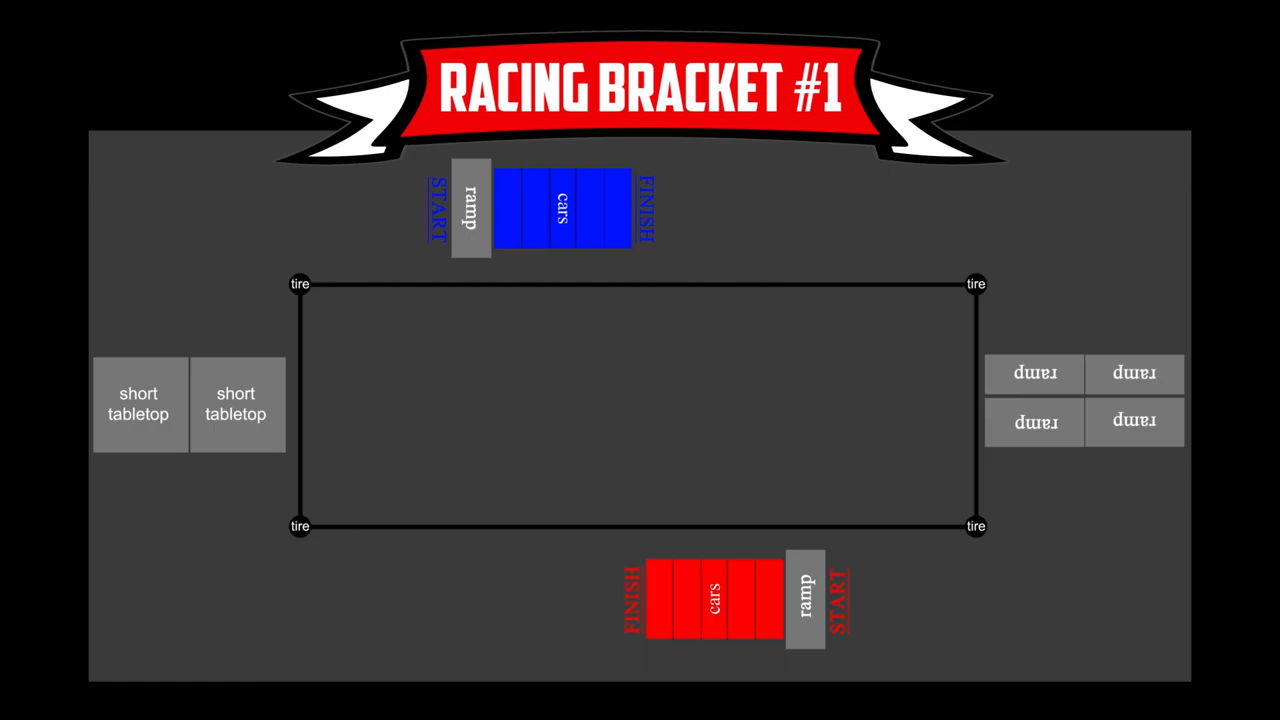 RACING BRACKET #1
START
ramp
cars
FINISH
tire
tire
short
tabletop
short
tabletop
ramp
ramp
ramp
ramp
tire
tire
FINISH
cars
ramp
START